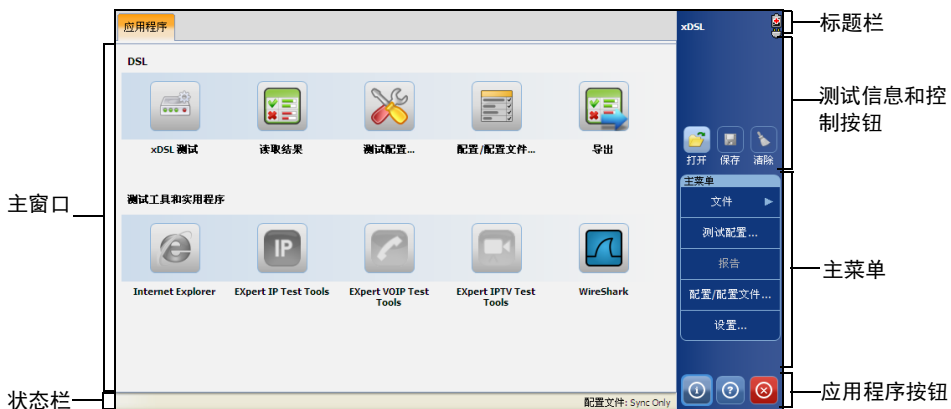 应用程序
xDSL
标题栏
DSL
测试信息和控
制按钮
xDSL 测试
读取结果
测试配置...
配置/配置文件...
导出
打开
保存
清除
主菜单
文件
测试工具和实用程序
主窗口
测试配置...
IP
报告
主菜单
Internet Explorer
EXpert IP Test Tools
EXpert VOIP Test
Tools
EXpert IPTV Test
Tools
WireShark
配置/配置文件...
设置...
状态栏
配置文件: Sync Only
应用程序按钮